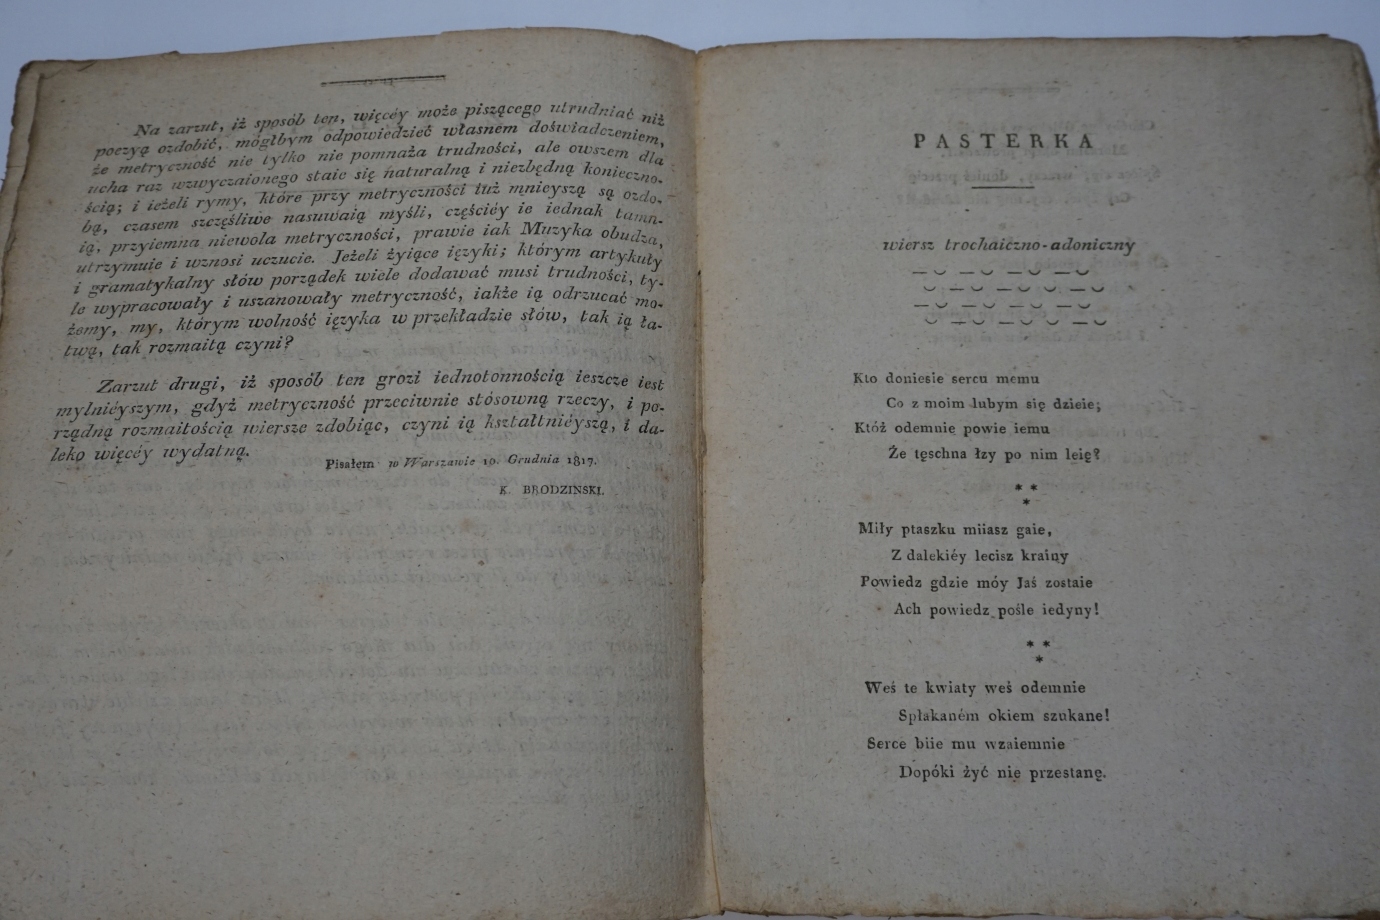 Na zarzut, iż sposób ten, więcéy może piszącego utrudniać niż
poezyą ozdobić, mógłbym odpowiedzieć własnem doświadczeniem,
że metryczność nie tylko nie pomnaża trudności, ale owszem dla
ucha raz wzwyczaionego staie się naturalną i niezbędną konieczno-
ścią; i ieżeli rymy, które przy metryczności iuż mnieyszą są ozdo-
bą, czasem szczęśliwe nasuwaią myśli, częściéy ie iednak tamu-
ią, przyiemna niewola metryczności, prawie iak Muzyka obudza,
utrzymuie i wznosi uczucie. Jeżeli żyiące ięzyki; którym artykuły
i gramatykalny słów porządek wiele dodawać musi trudności, ty-
le wypracowały i uszanowały metryczność, iakże ią odrzucać mo-
żemy, my, którym wolność ięzyka w przekładzie słów, tak ią ła-
twą, tak rozmaitą czyni?
Zarzut drugi, iż sposób ten grozi iednotonnością ieszcze iest
mylniéyszym, gdyż metryczność przeciwnie stósowną rzeczy, i po-
rządną rozmaitością wiersze zdobiąc, czyni ią kształtniéyszą, i da-
leko więcéy wydatną.
Pisałem w Warszawie 10. Grudnia 1817.
K. BRODZINSKI.
PASTERKA
wiersz trochaiczno-adoniczny
— ᴗ — ᴗ — ᴗ — ᴗ
ᴗ — ᴗ — ᴗ — ᴗ ᴗ
— ᴗ — ᴗ — ᴗ — ᴗ
ᴗ — ᴗ — ᴗ ᴗ — ᴗ
Kto doniesie sercu memu
Co z moim lubym się dzieie;
Któż odemnie powie iemu
Że tęschna łzy po nim leię?
* *
*
Miły ptaszku miiasz gaie,
Z dalekiéy lecisz krainy
Powiedz gdzie móy Jaś zostaie
Ach powiedz pośle iedyny!
* *
*
Weś te kwiaty weś odemnie
Spłakaném okiem szukane!
Serce biie mu wzaiemnie
Dopóki żyć nie przestanę.